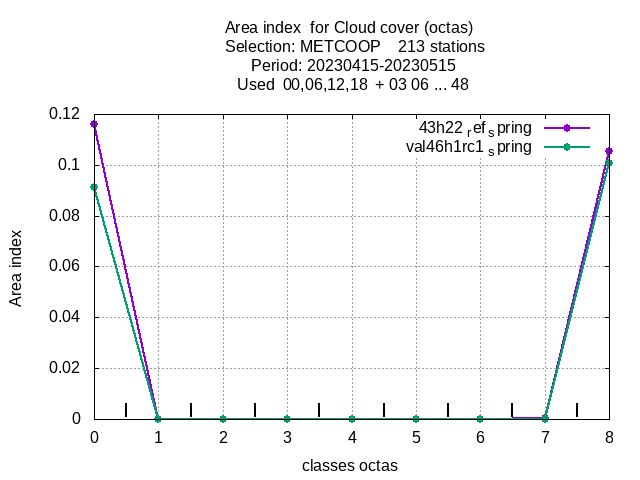 Area index for Cloud cover (octas)
Selection: METCOOP 213 stations
Period: 20230415-20230515
Used 00,06,12,18 + 03 06 ... 48
0.12
0.1
0.08
0.06
0.04
0.02
0
Area index
43h22 ref spring
val46h1rc1 spring
0 1 2 3 4 5 6 7 8
classes octas